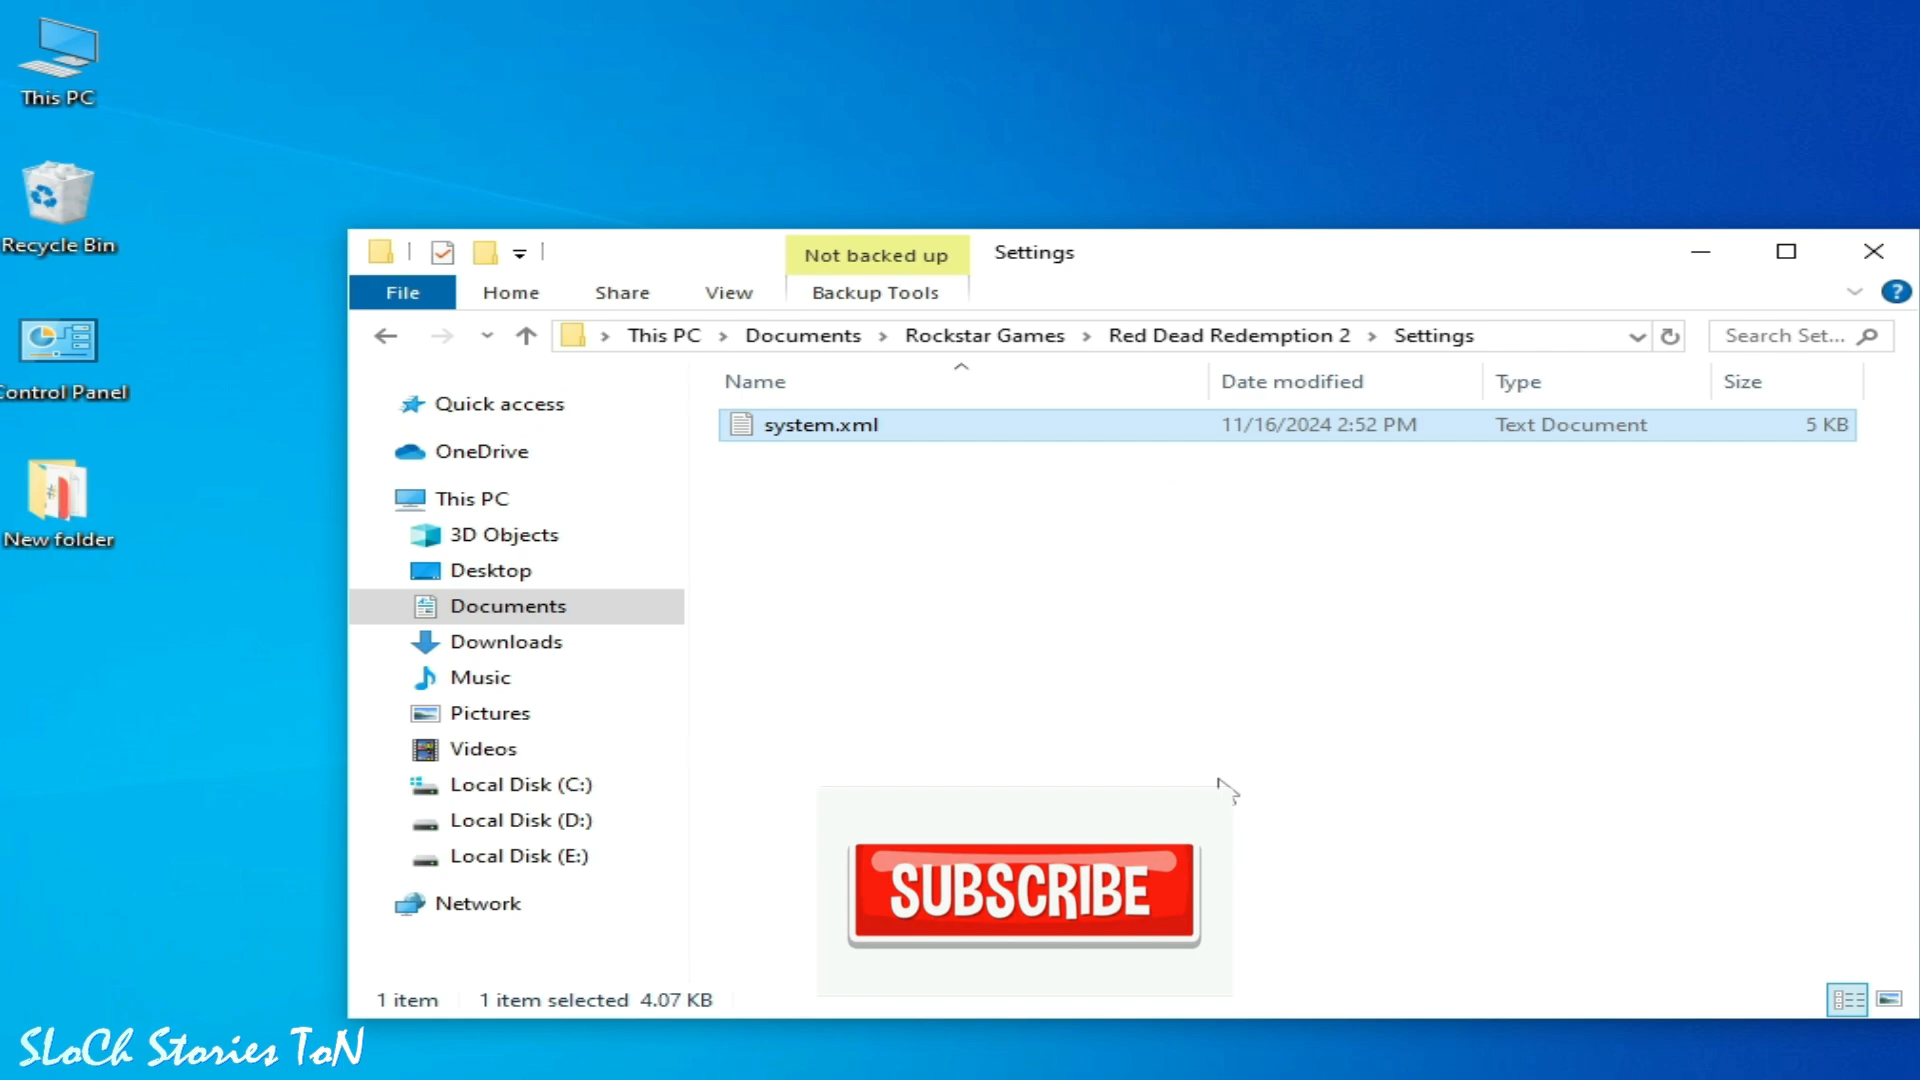 This PC
Recycle Bin
Control Panel
New folder
Not backed up
Settings
File
Home
Share
View
Backup Tools
This PC
Documents
Rockstar Games
Red Dead Redemption 2
Settings
Search Set...
Name
Date modified
Type
Size
system.xml
11/16/2024 2:52 PM
Text Document
5 KB
Quick access
OneDrive
This PC
3D Objects
Desktop
Documents
Downloads
Music
Pictures
Videos
Local Disk (C:)
Local Disk (D:)
Local Disk (E:)
Network
SUBSCRIBE
1 item
1 item selected 4.07 KB
SLoCh Stories ToN